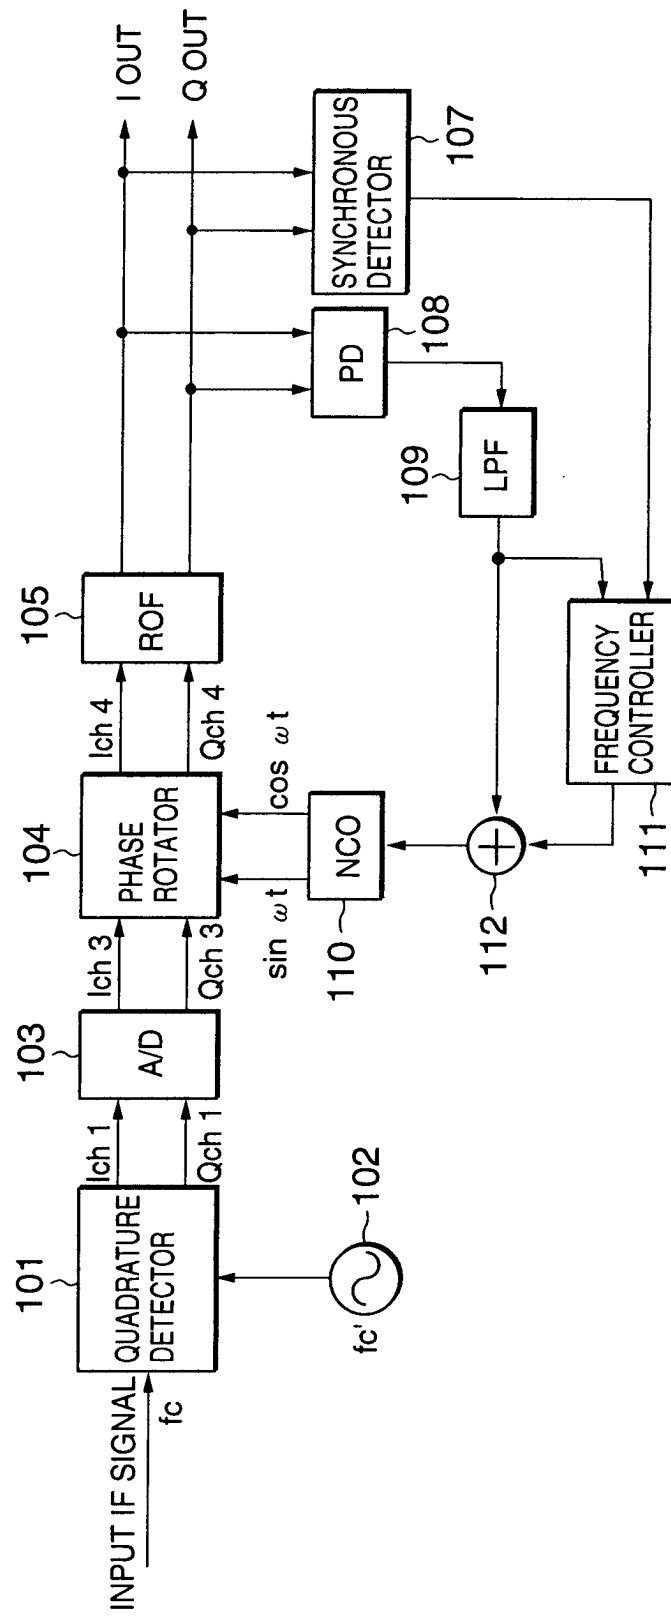 INPUT IF SIGNAL
fc
101
QUADRATURE
DETECTOR
fc'
102
Ich 1
Qch 1
103
A/D
Ich 3
Qch 3
104
PHASE
ROTATOR
sin ωt
cos ωt
110
NCO
112
+
Ich 4
Qch 4
105
ROF
109
LPF
111
FREQUENCY
CONTROLLER
PD
108
SYNCHRONOUS
DETECTOR
107
I OUT
Q OUT